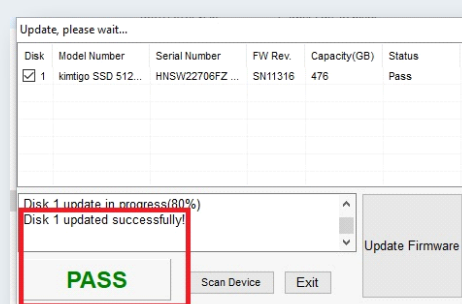 Update, please wait...
Disk Model Number Serial Number FW Rev. Capacity(GB) Status
1 kimtigo SSD 512... HNSW22706FZ ... SN11316 476 Pass
Disk 1 update in progress(80%)
Disk 1 updated successfully!
Update Firmware
PASS
Scan Device
Exit